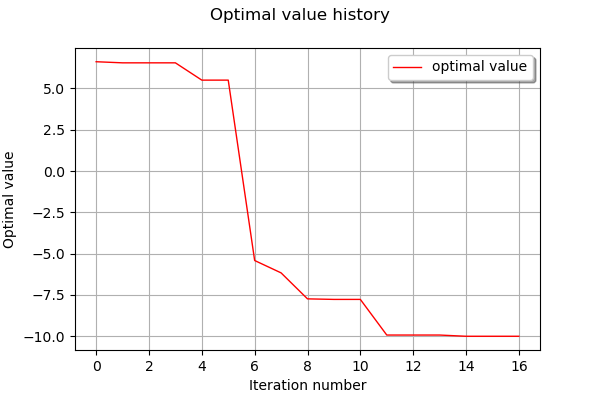 Optimal value history
optimal value
5.0
2.5
0.0
−2.5
−5.0
−7.5
−10.0
Optimal value
0 2 4 6 8 10 12 14 16
Iteration number